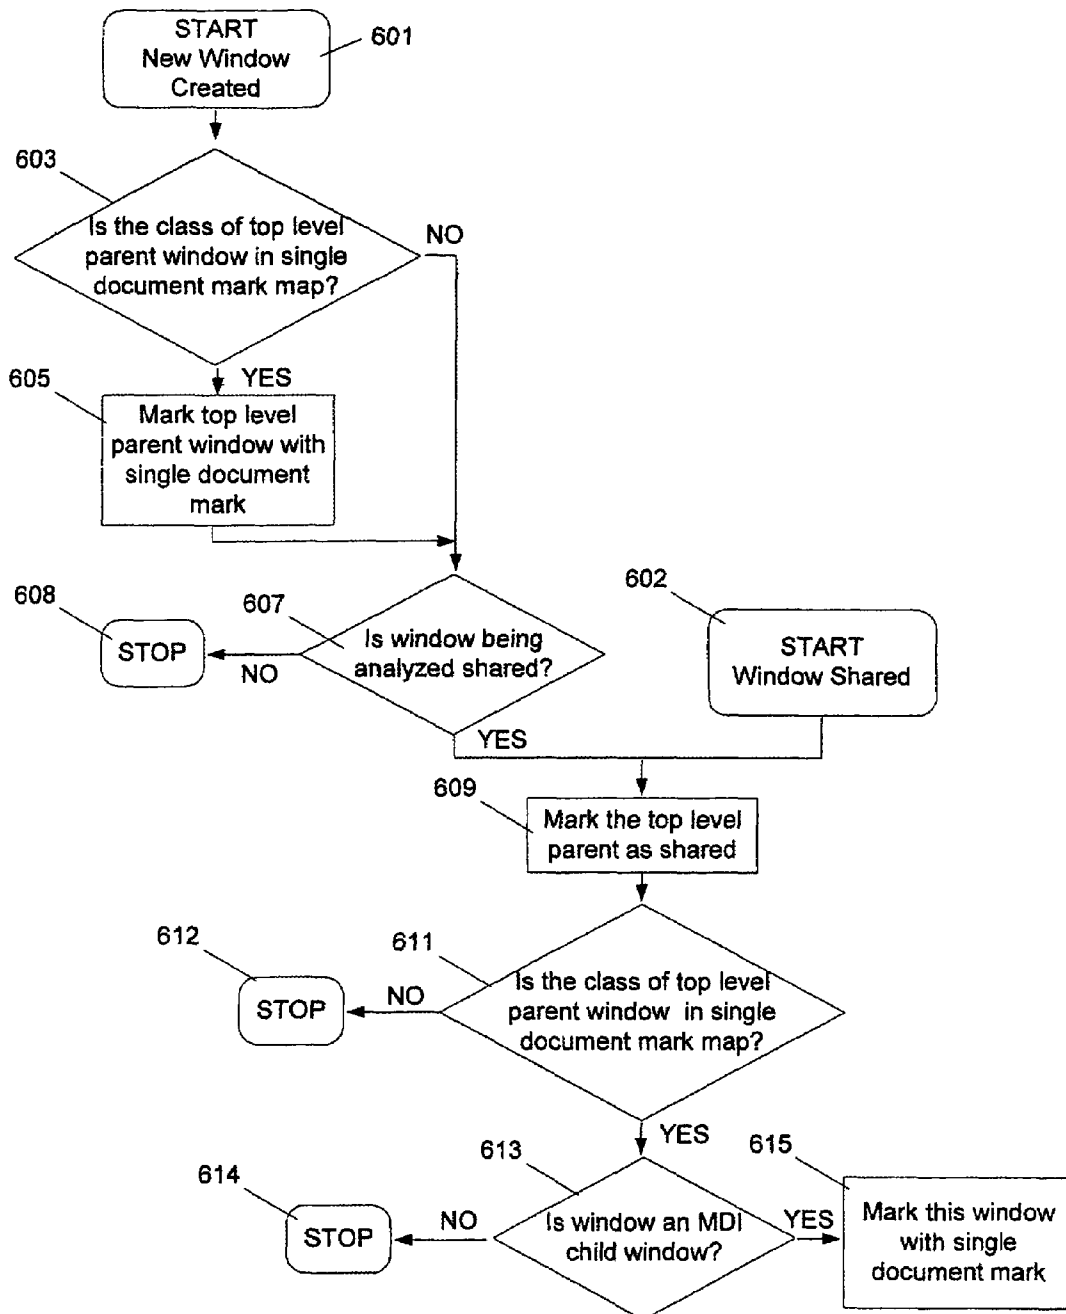 START
New Window
Created
601
603
Is the class of top level
parent window in single
document mark map?
NO
YES
605
Mark top level
parent window with
single document
mark
602
608
607
STOP
NO
Is window being
analyzed shared?
START
Window Shared
YES
609
Mark the top level
parent as shared
612
611
STOP
NO
Is the class of top level
parent window in single
document mark map?
YES
613
615
614
STOP
NO
Is window an MDI
child window?
YES
Mark this window
with single
document mark